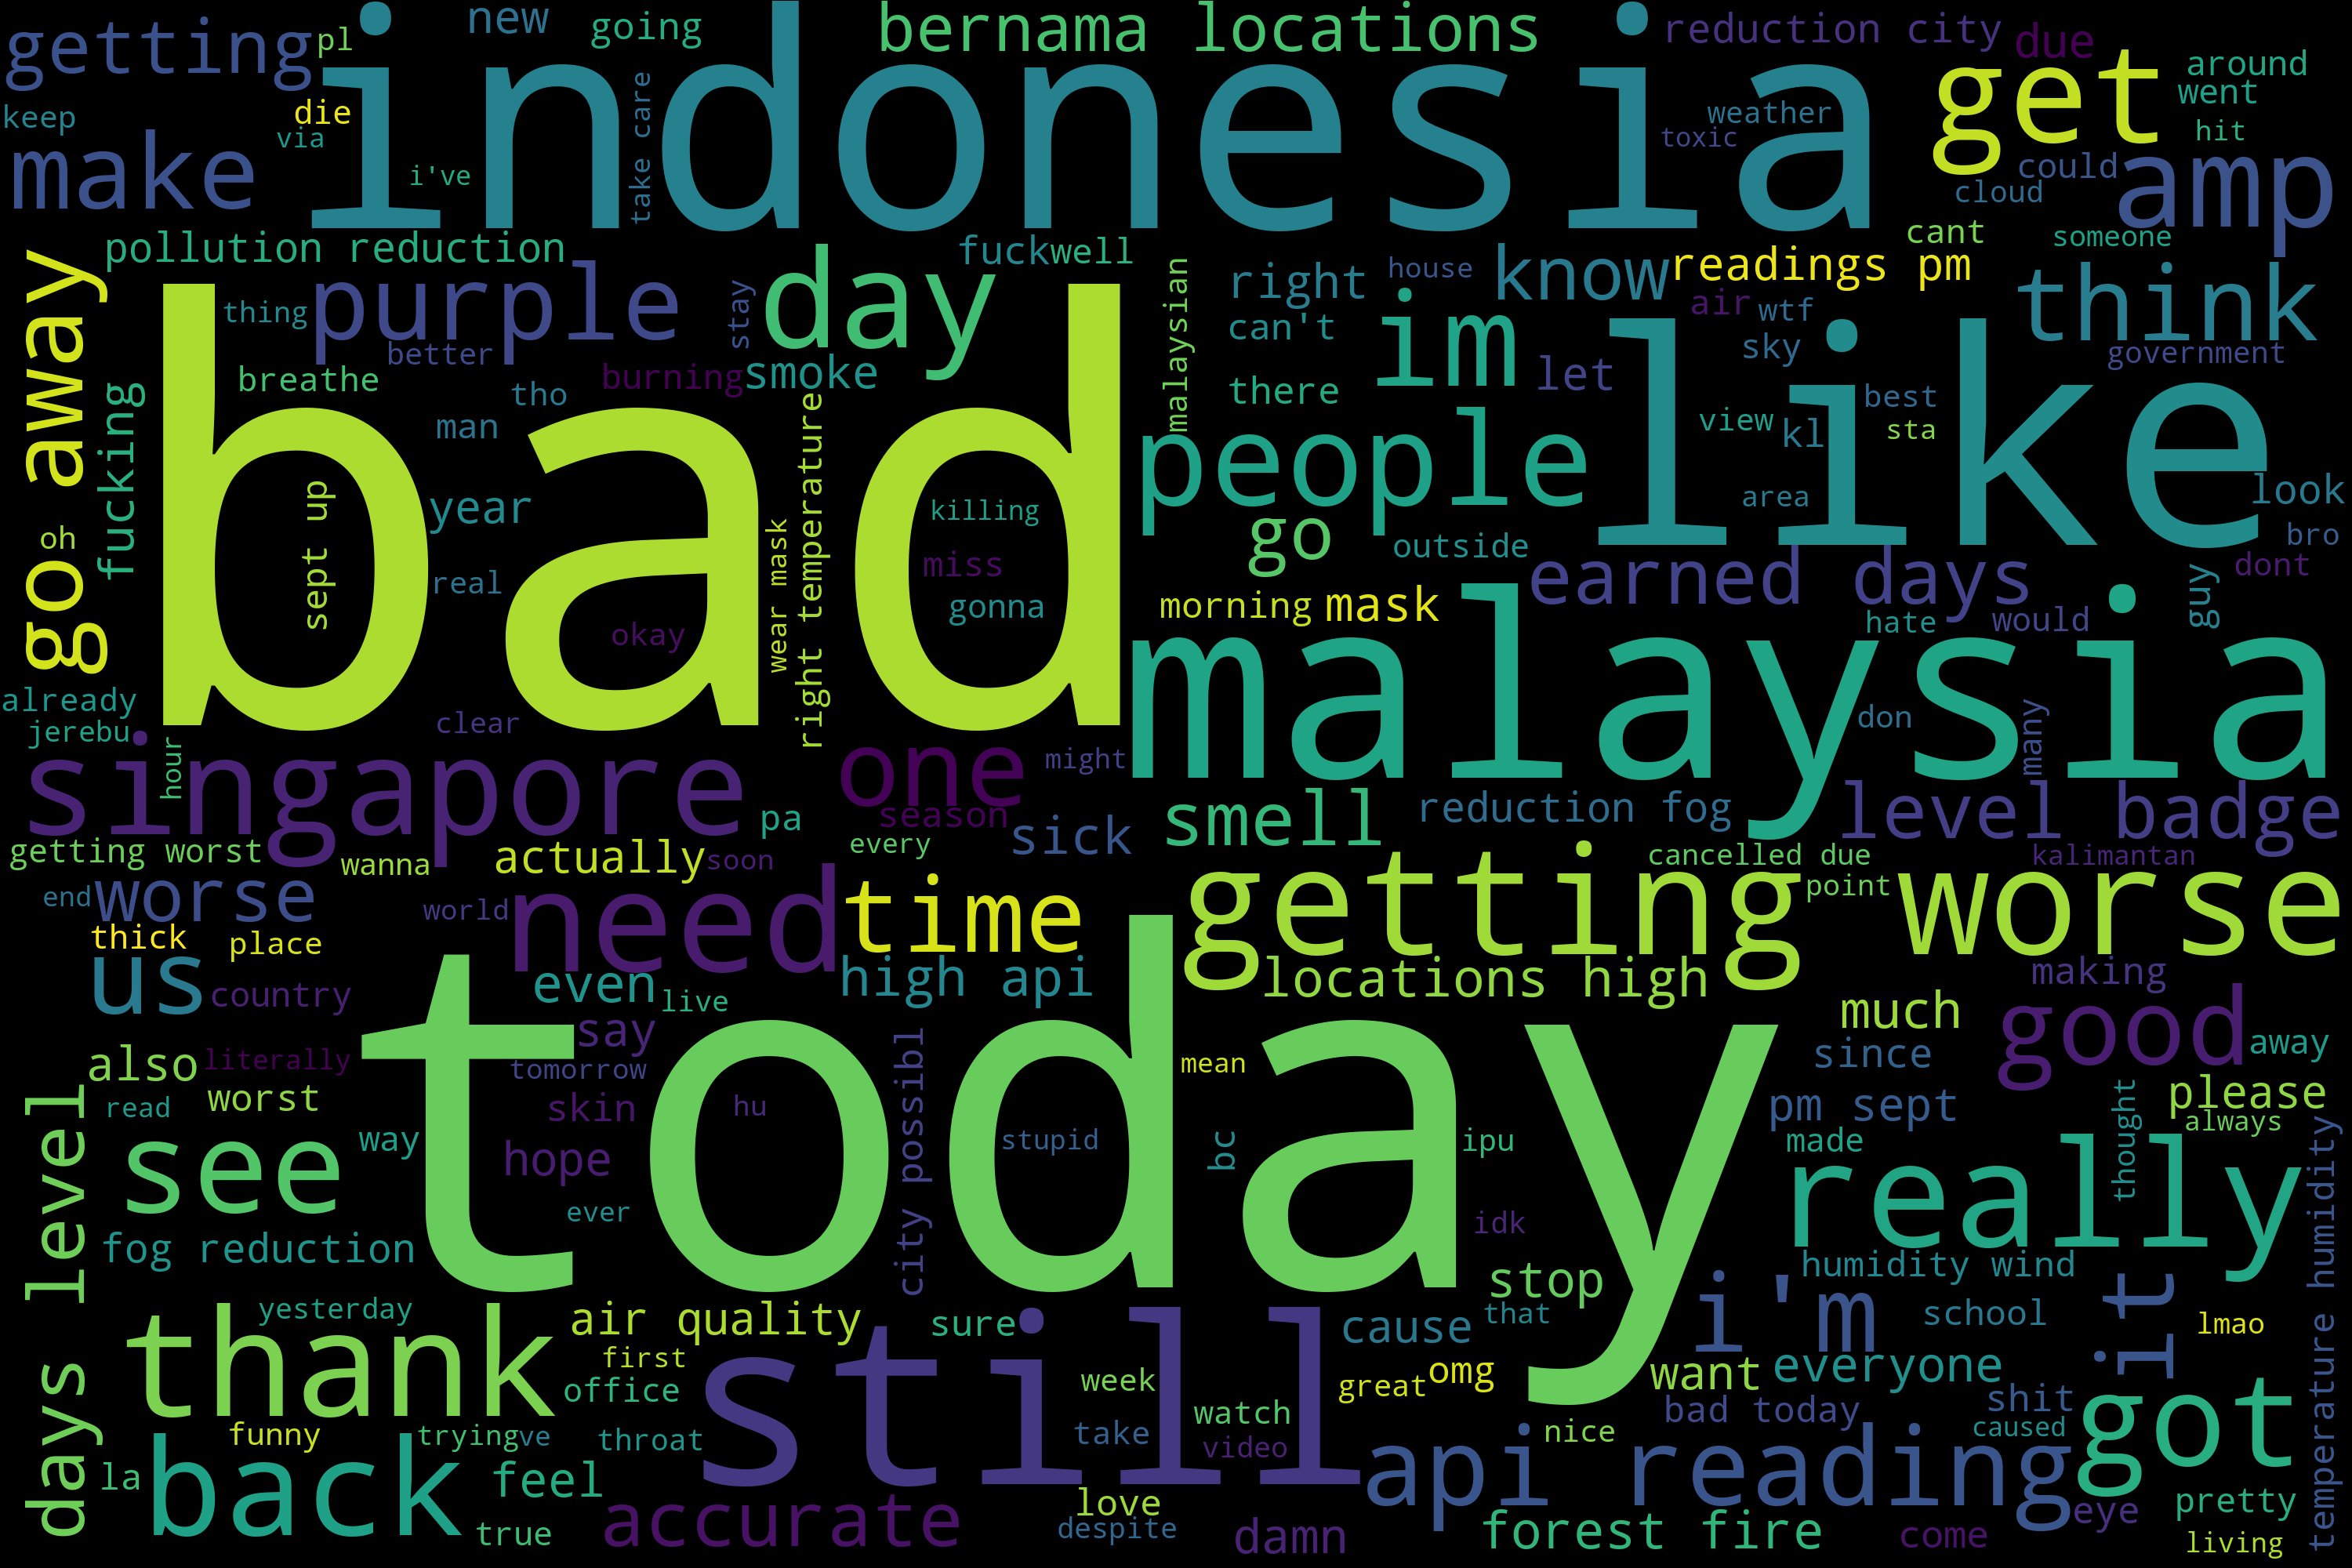 indonesia
getting
pl
new
going
bernama locations
reduction city
due
get
around
keep
die
via
make
i've
take care
weather
toxic
went
hit
could
cloud
amp
pollution reduction
fuck
well
cant
someone
go away
purple
thing
better
stay
day
malaysian
right
house
know
readings pm
think
can't
im
air
wtf
sky
government
fucking
breathe
tho
burning
smoke
there
let
best
bad
man
right temperature
people
view
kl
sta
like
oh
sept up
year
real
killing
miss
gonna
okay
wear mask
go
outside
area
look
bro
morning
mask
earned days
dont
hate
would
guy
malaysia
already
jerebu
hour
clear
don
many
singapore
one
might
pa
season
every
sick
smell
reduction fog
level badge
getting worst
wanna
actually
soon
cancelled due
kalimantan
point
end
worse
world
need
time
getting worse
thick
place
us
country
even
live
high api
locations high
making
much
good
today
say
since
away
also
literally
tomorrow
city possibl
mean
days level
read
worst
skin
hu
pm sept
please
always
see
way
hope
stupid
bc
ipu
made
thought
really
ever
idk
temperature humidity
fog reduction
stop
humidity wind
it
yesterday
thank
air quality
sure
cause
that
i'm
school
lmao
first
office
still
week
great
omg
want
everyone
shit
got
funny
trying
ve
throat
take
watch
video
nice
bad today
caused
la
back
feel
api reading
true
accurate
love
despite
damn
forest fire
come
eye
pretty
living